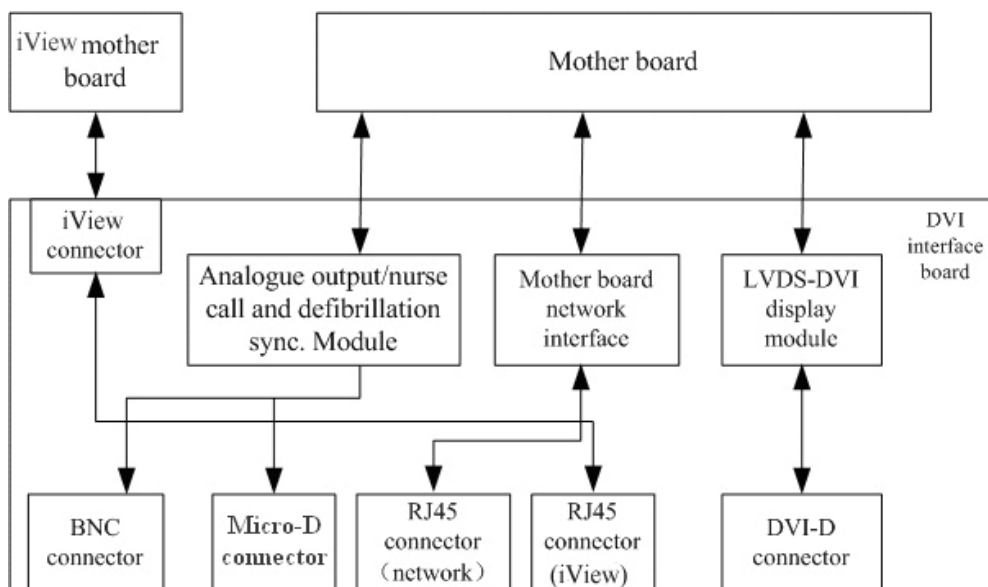 iView mother
board
Mother board
iView
connector
DVI
interface
board
Analogue output/nurse
call and defibrillation
sync. Module
Mother board
network
interface
LVDS-DVI
display
module
BNC
connector
Micro-D
connector
RJ45
connector
（network）
RJ45
connector
(iView)
DVI-D
connector